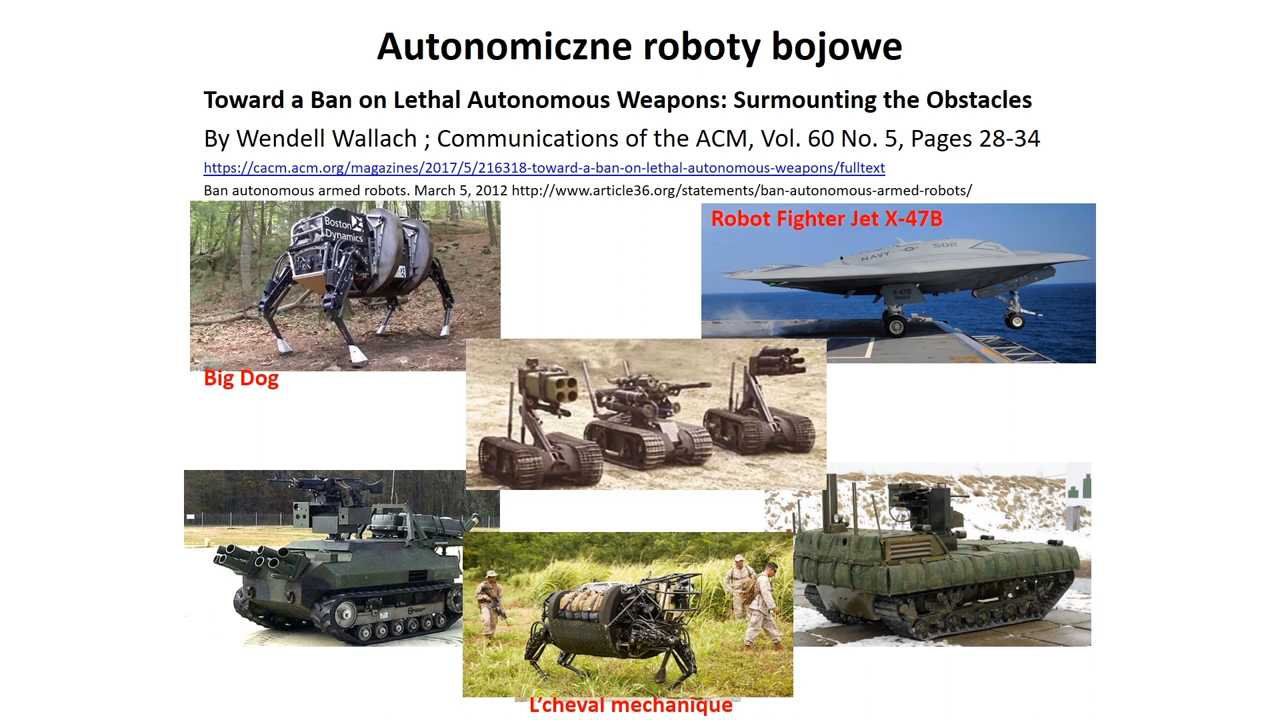 Autonomiczne roboty bojowe
Toward a Ban on Lethal Autonomous Weapons: Surmounting the Obstacles
By Wendell Wallach ; Communications of the ACM, Vol. 60 No. 5, Pages 28-34
https://cacm.acm.org/magazines/2017/5/216318-toward-a-ban-on-lethal-autonomous-weapons/fulltext
Ban autonomous armed robots. March 5, 2012 http://www.article36.org/statements/ban-autonomous-armed-robots/
Boston
Dynamics
Robot Fighter Jet X-47B
NAVY
502
X-47B
Big Dog
L'cheval mechanique